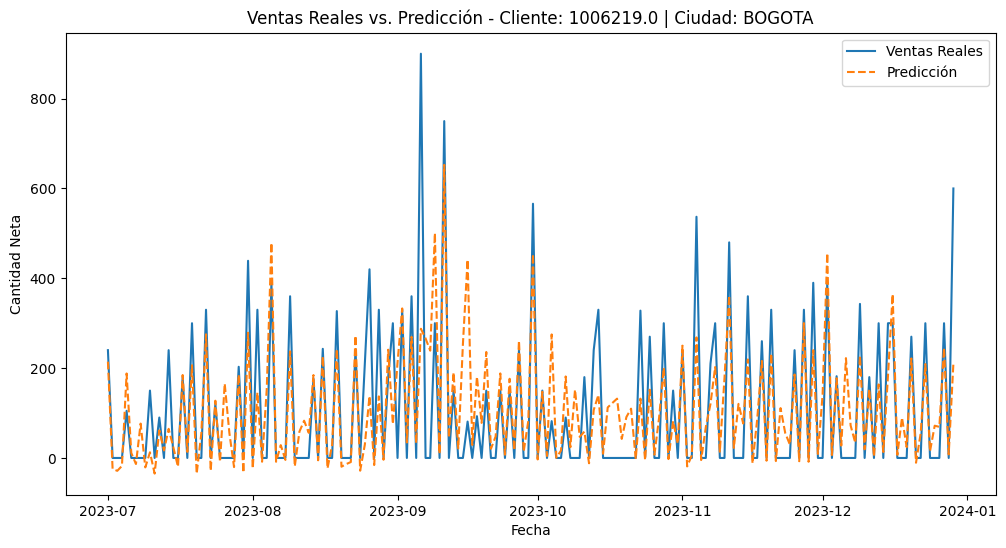 Ventas Reales vs. Predicción - Cliente: 1006219.0 | Ciudad: BOGOTA
Ventas Reales
Predicción
Cantidad Neta
800
600
400
200
0
2023-07
2023-08
2023-09
2023-10
2023-11
2023-12
2024-01
Fecha